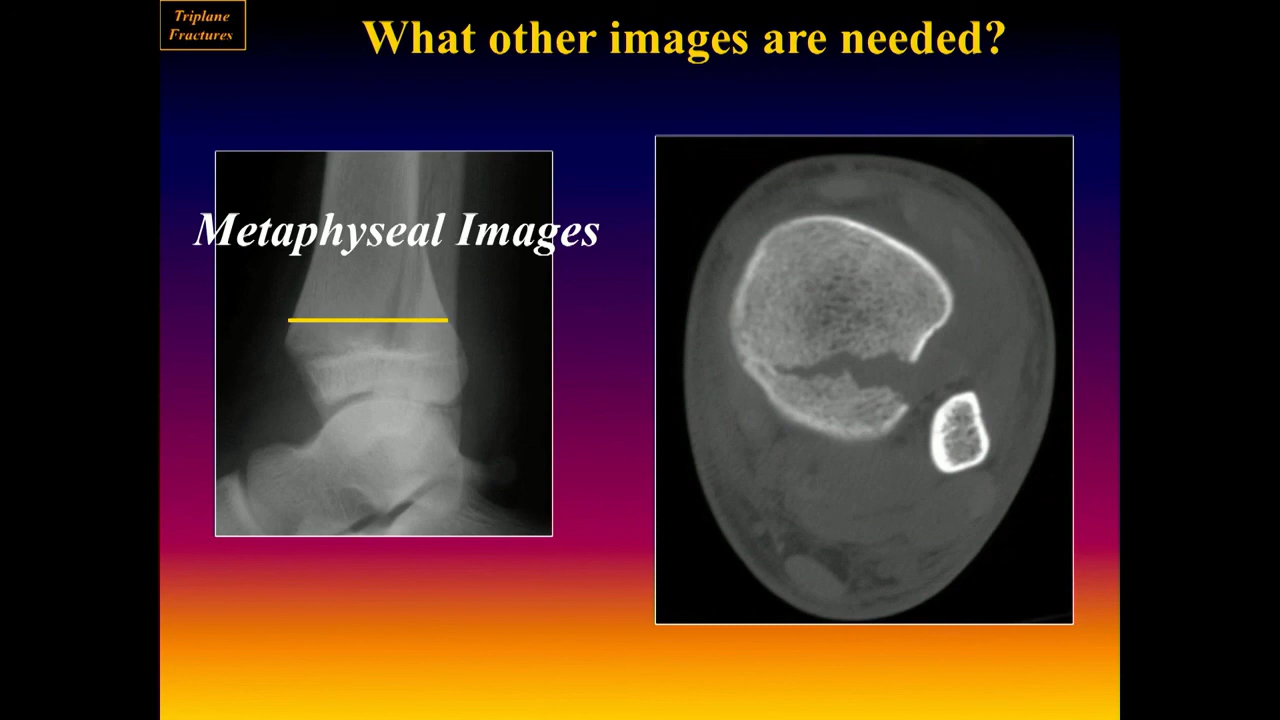 Triplane
Fractures
What other images are needed?
Metaphyseal Images